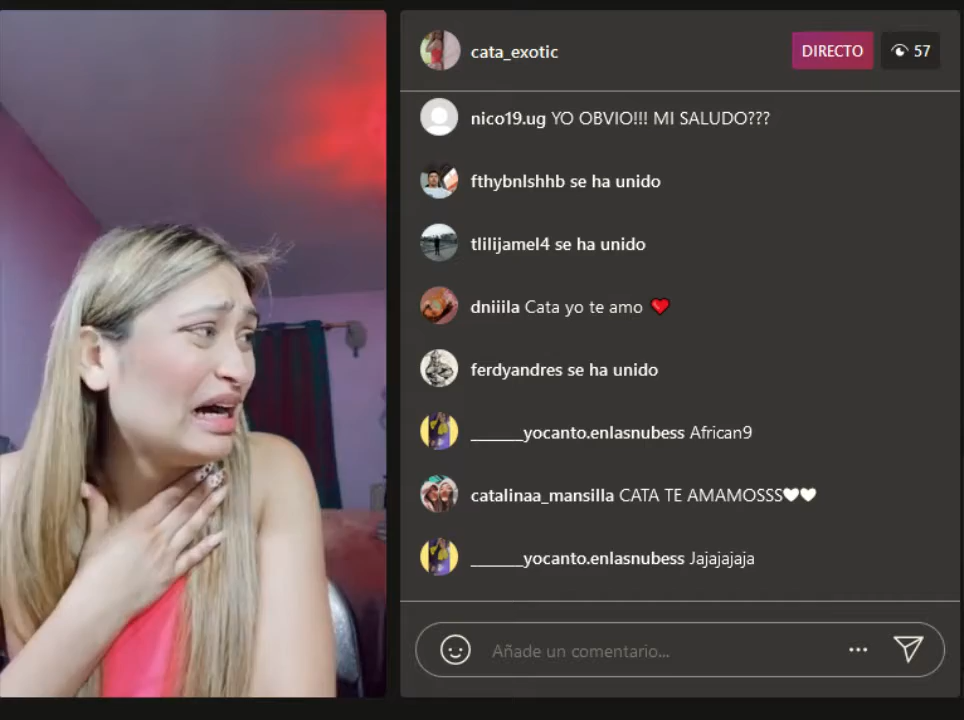 cata_exotic DIRECTO 57
nico19.ug YO OBVIO!!! MI SALUDO???
fthybnlshhb se ha unido
tlilijamel4 se ha unido
dniiila Cata yo te amo ❤️
ferdyandres se ha unido
______yocanto.enlasnubess African9
catalinaa_mansilla CATA TE AMAMOSSS🤍🤍
______yocanto.enlasnubess Jajajajaja
Añade un comentario...